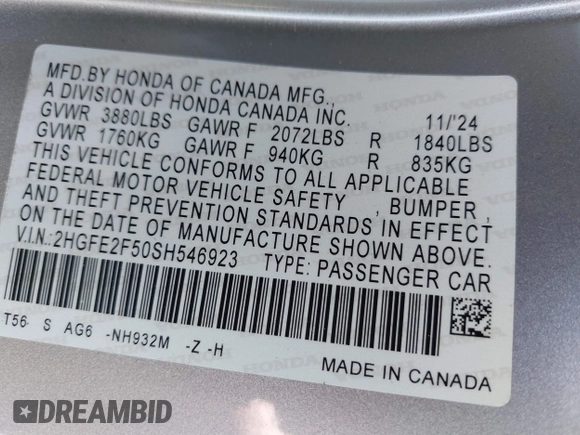 MFD.BY HONDA OF CANADA MFG.,
A DIVISION OF HONDA CANADA INC. 11/'24
GVWR 3880LBS GAWR F 2072LBS R 1840LBS
GVWR 1760KG GAWR F 940KG R 835KG
THIS VEHICLE CONFORMS TO ALL APPLICABLE
FEDERAL MOTOR VEHICLE SAFETY , BUMPER ,
AND THEFT PREVENTION STANDARDS IN EFFECT
ON THE DATE OF MANUFACTURE SHOWN ABOVE.
V.I.N.: 2HGFE2F50SH546923 TYPE: PASSENGER CAR
T56 S AG6 -NH932M -Z -H
MADE IN CANADA
DREAMBID